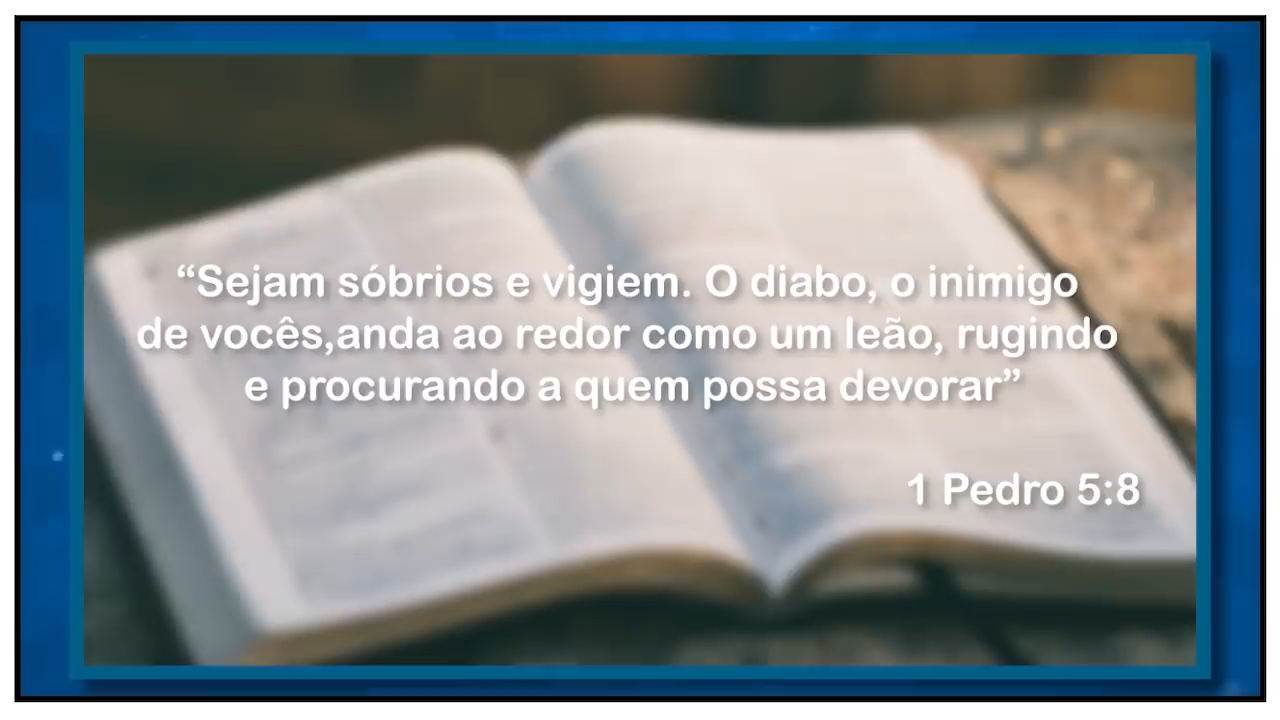 “Sejam sóbrios e vigiem. O diabo, o inimigo
de vocês,anda ao redor como um leão, rugindo
e procurando a quem possa devorar”
1 Pedro 5:8